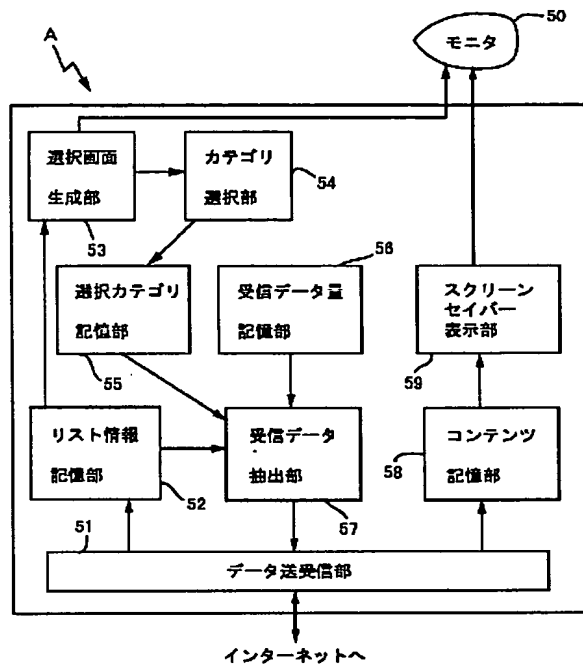 50
モニタ
A
選択画面
生成部
53
カテゴリ
選択部
54
56
選択カテゴリ
記憶部
55
受信データ量
記憶部
スクリーン
セイバー
表示部
59
リスト情報
記憶部
52
受信データ
抽出部
57
58
コンテンツ
記憶部
51
データ送受信部
インターネットへ